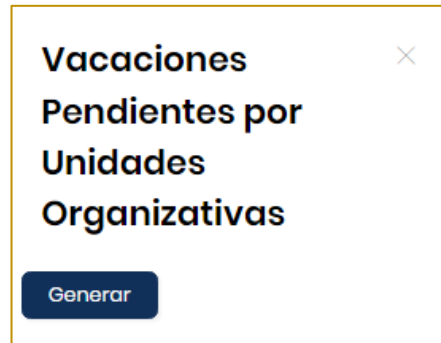 Vacaciones
Pendientes por
Unidades
Organizativas
Generar